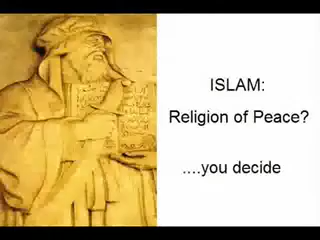 ISLAM:
Religion of Peace?
....you decide